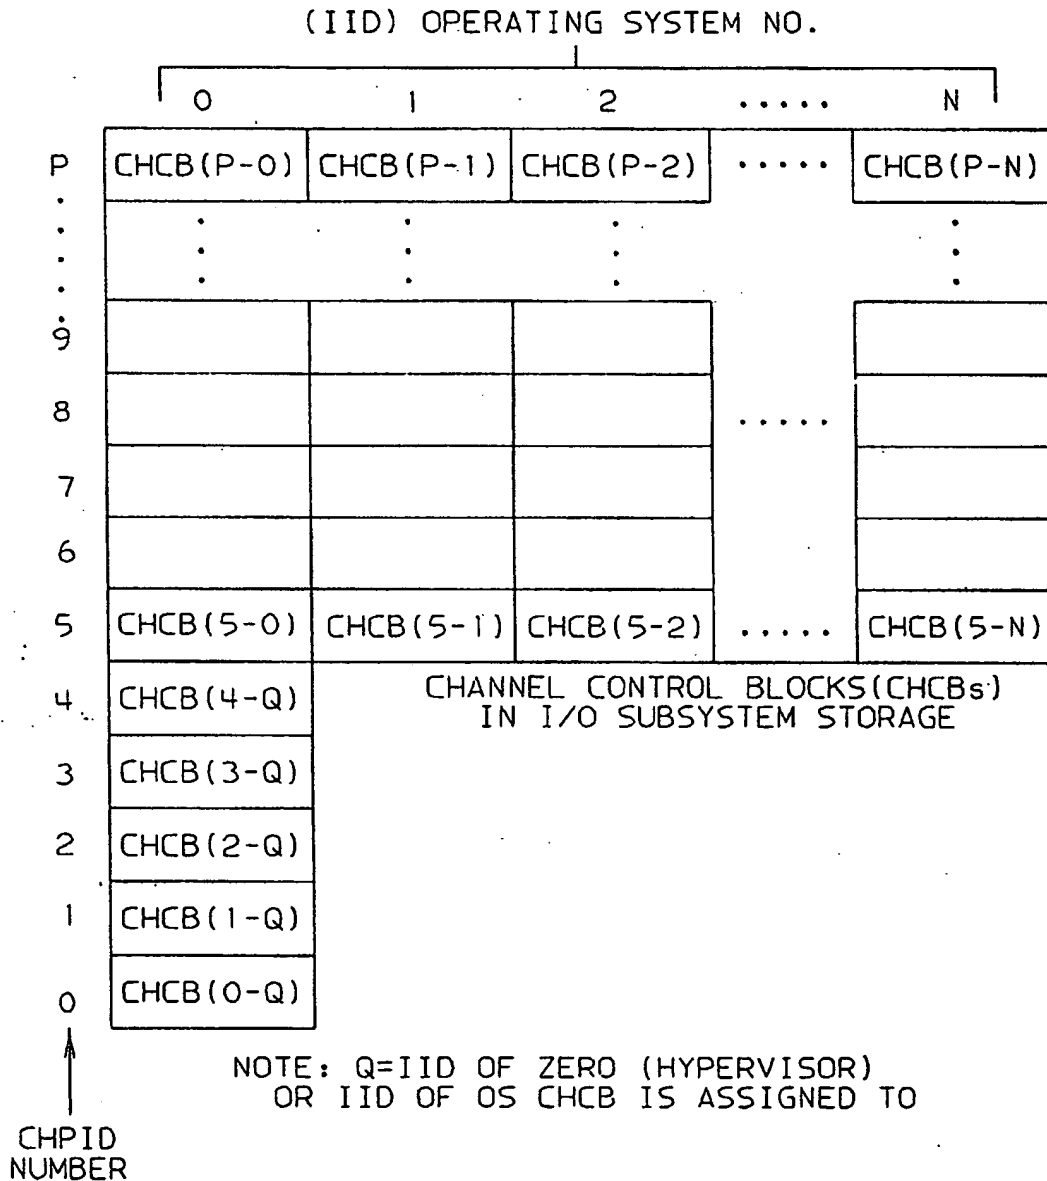 (IID) OPERATING SYSTEM NO.
0 1 2 ..... N
P CHCB(P-0) CHCB(P-1) CHCB(P-2) ..... CHCB(P-N)
9
8 .....
7
6
5 CHCB(5-0) CHCB(5-1) CHCB(5-2) ..... CHCB(5-N)
4 CHCB(4-Q)
CHANNEL CONTROL BLOCKS(CHCBs)
IN I/O SUBSYSTEM STORAGE
3 CHCB(3-Q)
2 CHCB(2-Q)
1 CHCB(1-Q)
0 CHCB(0-Q)
NOTE: Q=IID OF ZERO (HYPERVISOR)
OR IID OF OS CHCB IS ASSIGNED TO
CHPID
NUMBER